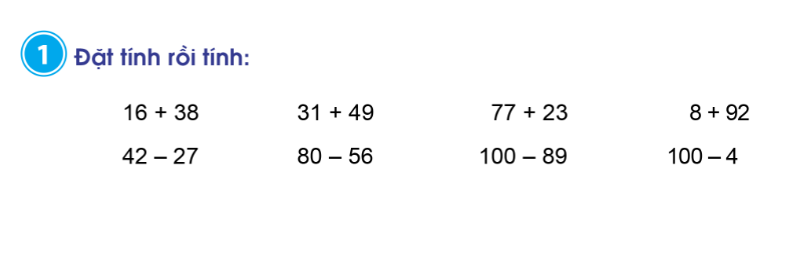 1 Đặt tính rồi tính:
16 + 38 31 + 49 77 + 23 8 + 92
42 – 27 80 – 56 100 – 89 100 – 4